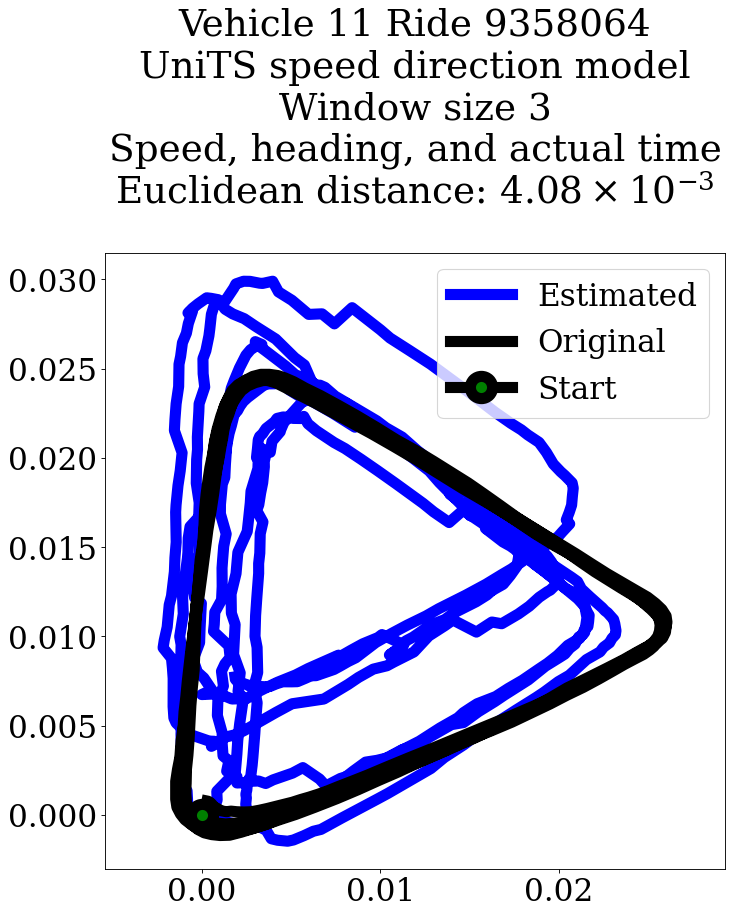 Vehicle 11 Ride 9358064
UniTS speed direction model
Window size 3
Speed, heading, and actual time
Euclidean distance: 4.08 × 10⁻³
0.030
Estimated
Original
Start
0.025
0.020
0.015
0.010
0.005
0.000
0.00 0.01 0.02